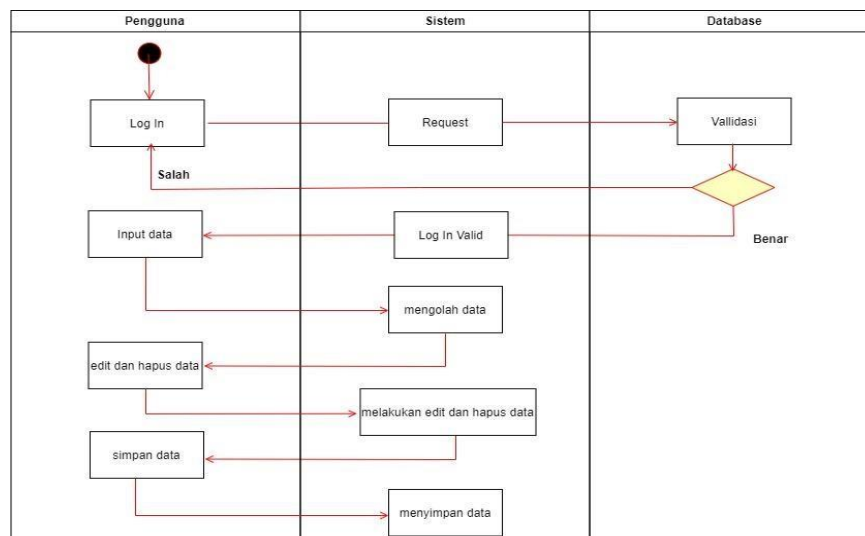 Pengguna
Sistem
Database
Log In
Request
Vallidasi
Salah
Input data
Log In Valid
Benar
mengolah data
edit dan hapus data
melakukan edit dan hapus data
simpan data
menyimpan data